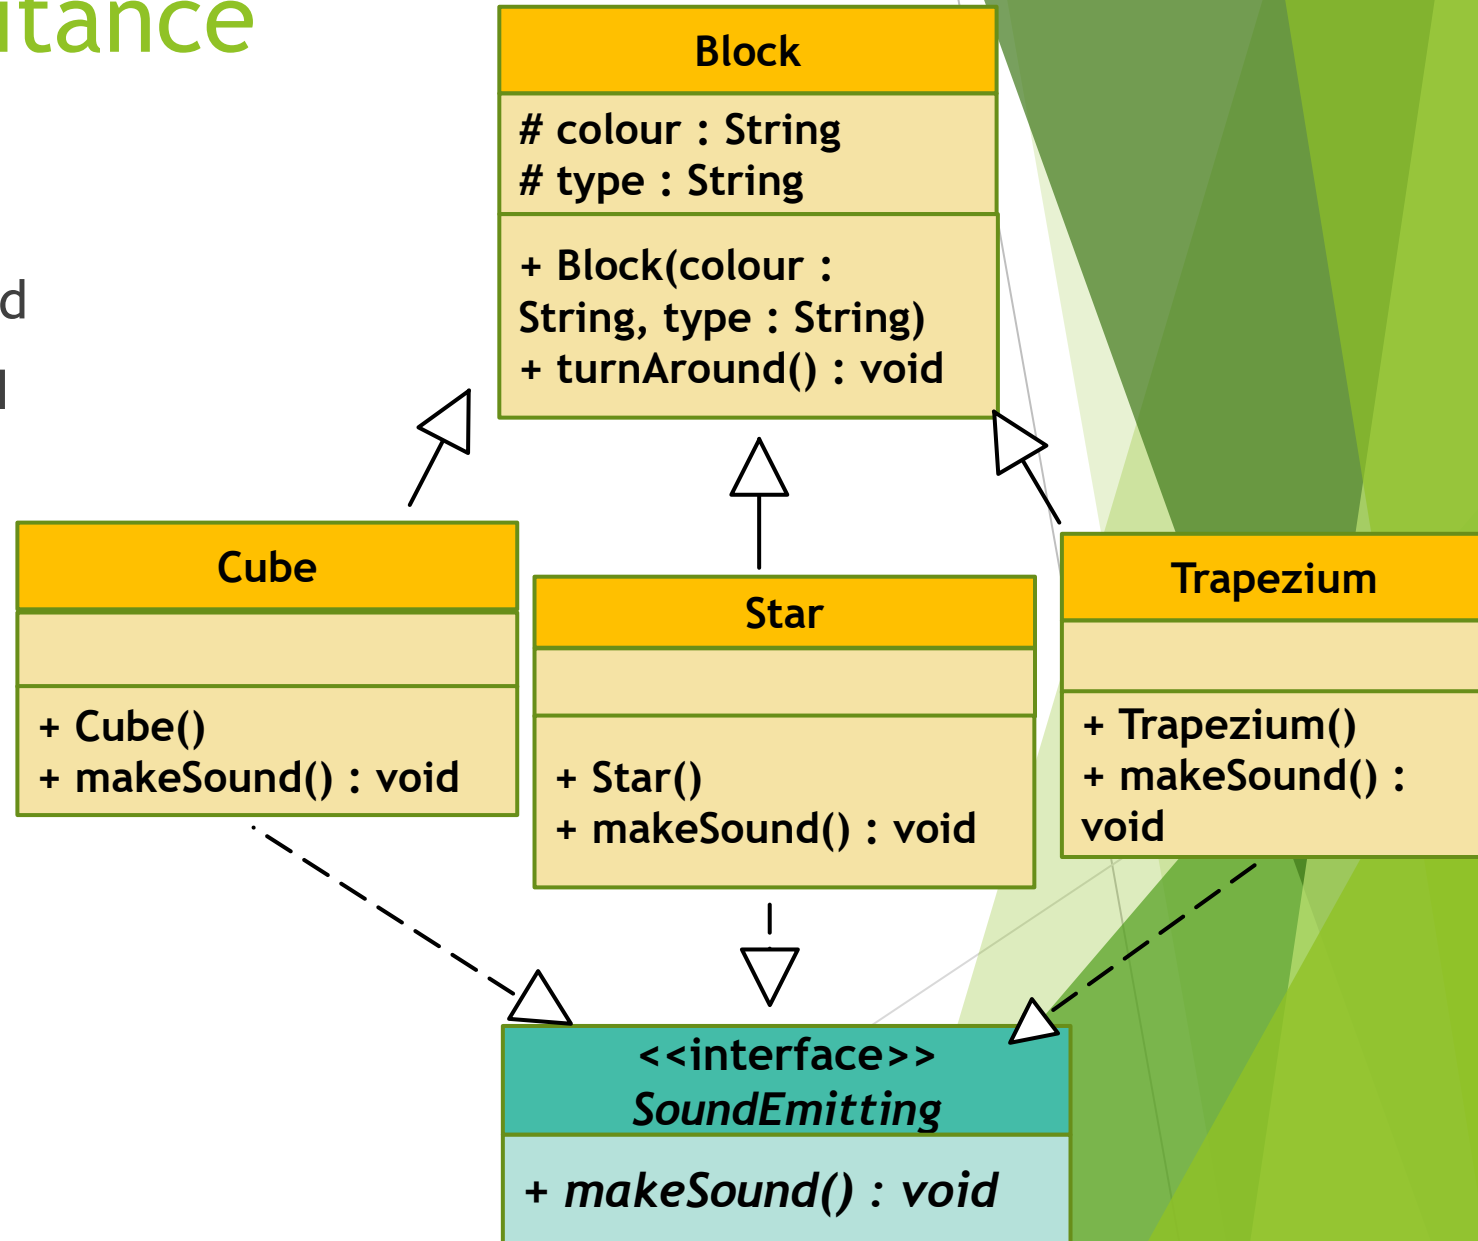 itance
Block
# colour : String
# type : String
+ Block(colour :
String, type : String)
+ turnAround() : void
d
Cube
+ Cube()
+ makeSound() : void
Star
+ Star()
+ makeSound() : void
Trapezium
+ Trapezium()
+ makeSound() :
void
<<interface>>
SoundEmitting
+ makeSound() : void